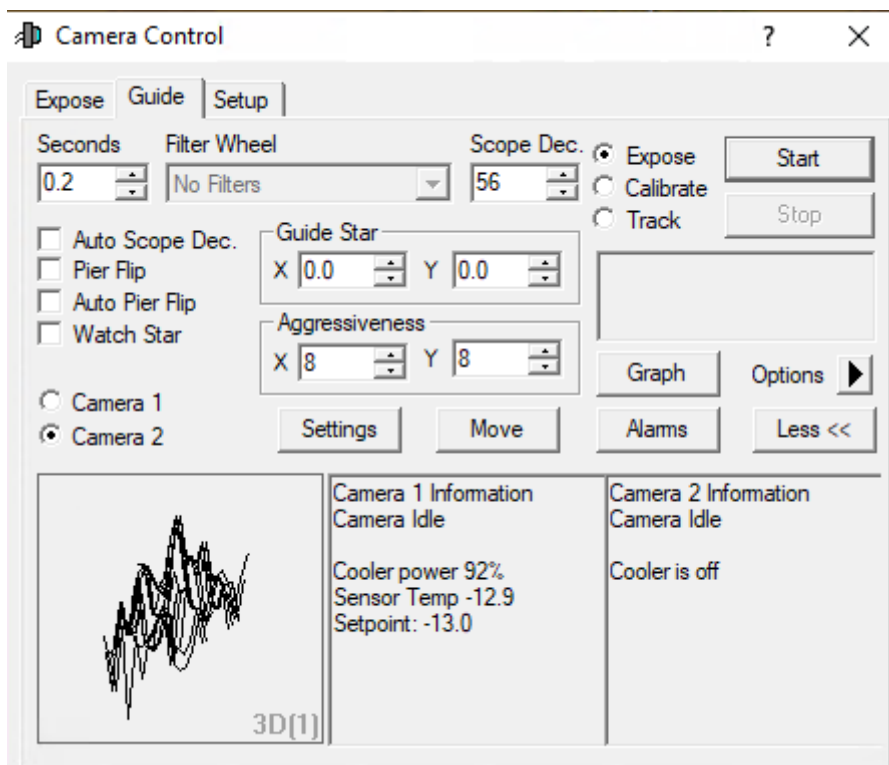 Camera Control
?
Expose Guide Setup
Seconds Filter Wheel Scope Dec.
0.2 No Filters 56
Expose
Calibrate
Track
Start
Stop
Auto Scope Dec.
Pier Flip
Auto Pier Flip
Watch Star
Guide Star
X 0.0 Y 0.0
Aggressiveness
X 8 Y 8
Graph Options
Camera 1
Camera 2
Settings Move Alarms Less <<
3D(1)
Camera 1 Information
Camera Idle
Cooler power 92%
Sensor Temp -12.9
Setpoint: -13.0
Camera 2 Information
Camera Idle
Cooler is off